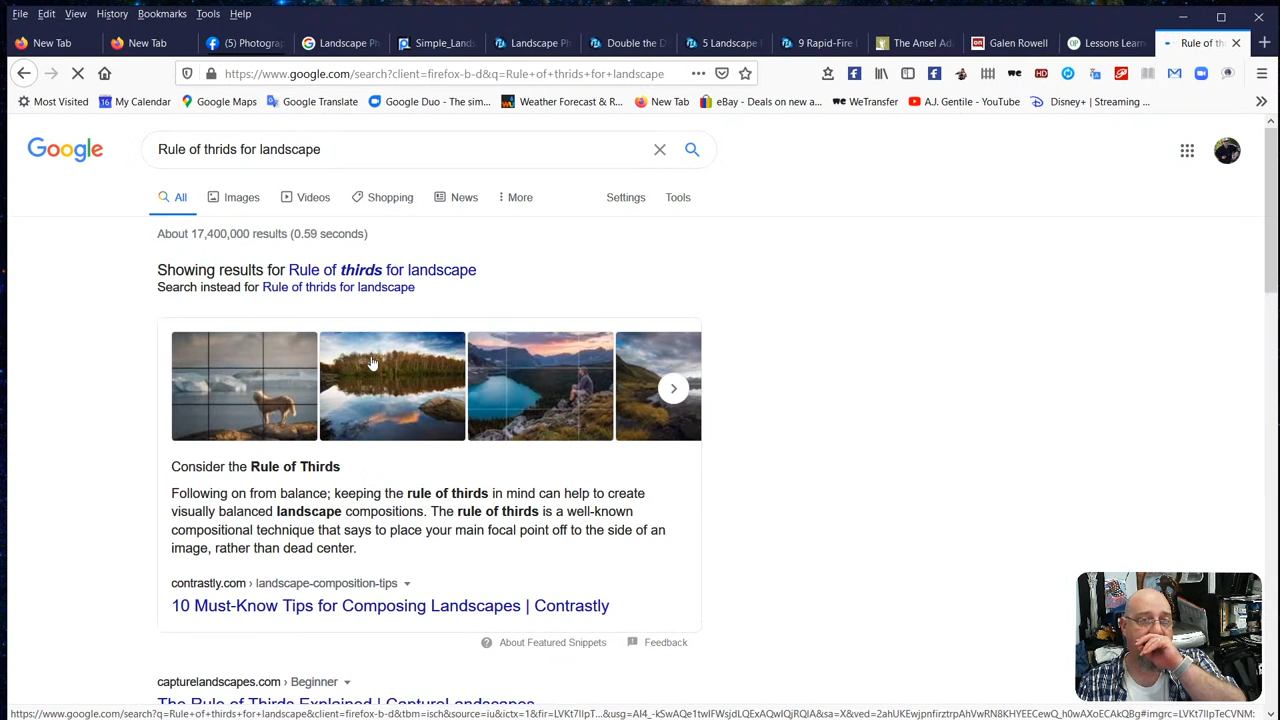 File Edit View History Bookmarks Tools Help
New Tab New Tab (5) Photogra Landscape Ph Simple_Land Landscape Ph Double the D 5 Landscape 9 Rapid-Fire L The Ansel Ad Galen Rowell Lessons Learn Rule of th
https://www.google.com/search?client=firefox-b-d&q=Rule+of+thrids+for+landscape
Most Visited My Calendar Google Maps Google Translate Google Duo - The sim... Weather Forecast & R... New Tab eBay - Deals on new a... WeTransfer A.J. Gentile - YouTube Disney+ | Streaming ...
Google Rule of thrids for landscape
All Images Videos Shopping News More Settings Tools
About 17,400,000 results (0.59 seconds)
Showing results for Rule of thirds for landscape
Search instead for Rule of thrids for landscape
Consider the Rule of Thirds
Following on from balance; keeping the rule of thirds in mind can help to create
visually balanced landscape compositions. The rule of thirds is a well-known
compositional technique that says to place your main focal point off to the side of an
image, rather than dead center.
contrastly.com › landscape-composition-tips
10 Must-Know Tips for Composing Landscapes | Contrastly
About Featured Snippets Feedback
capturelandscapes.com › Beginner
The Rule of Thirds Explained | CaptureLandscapes